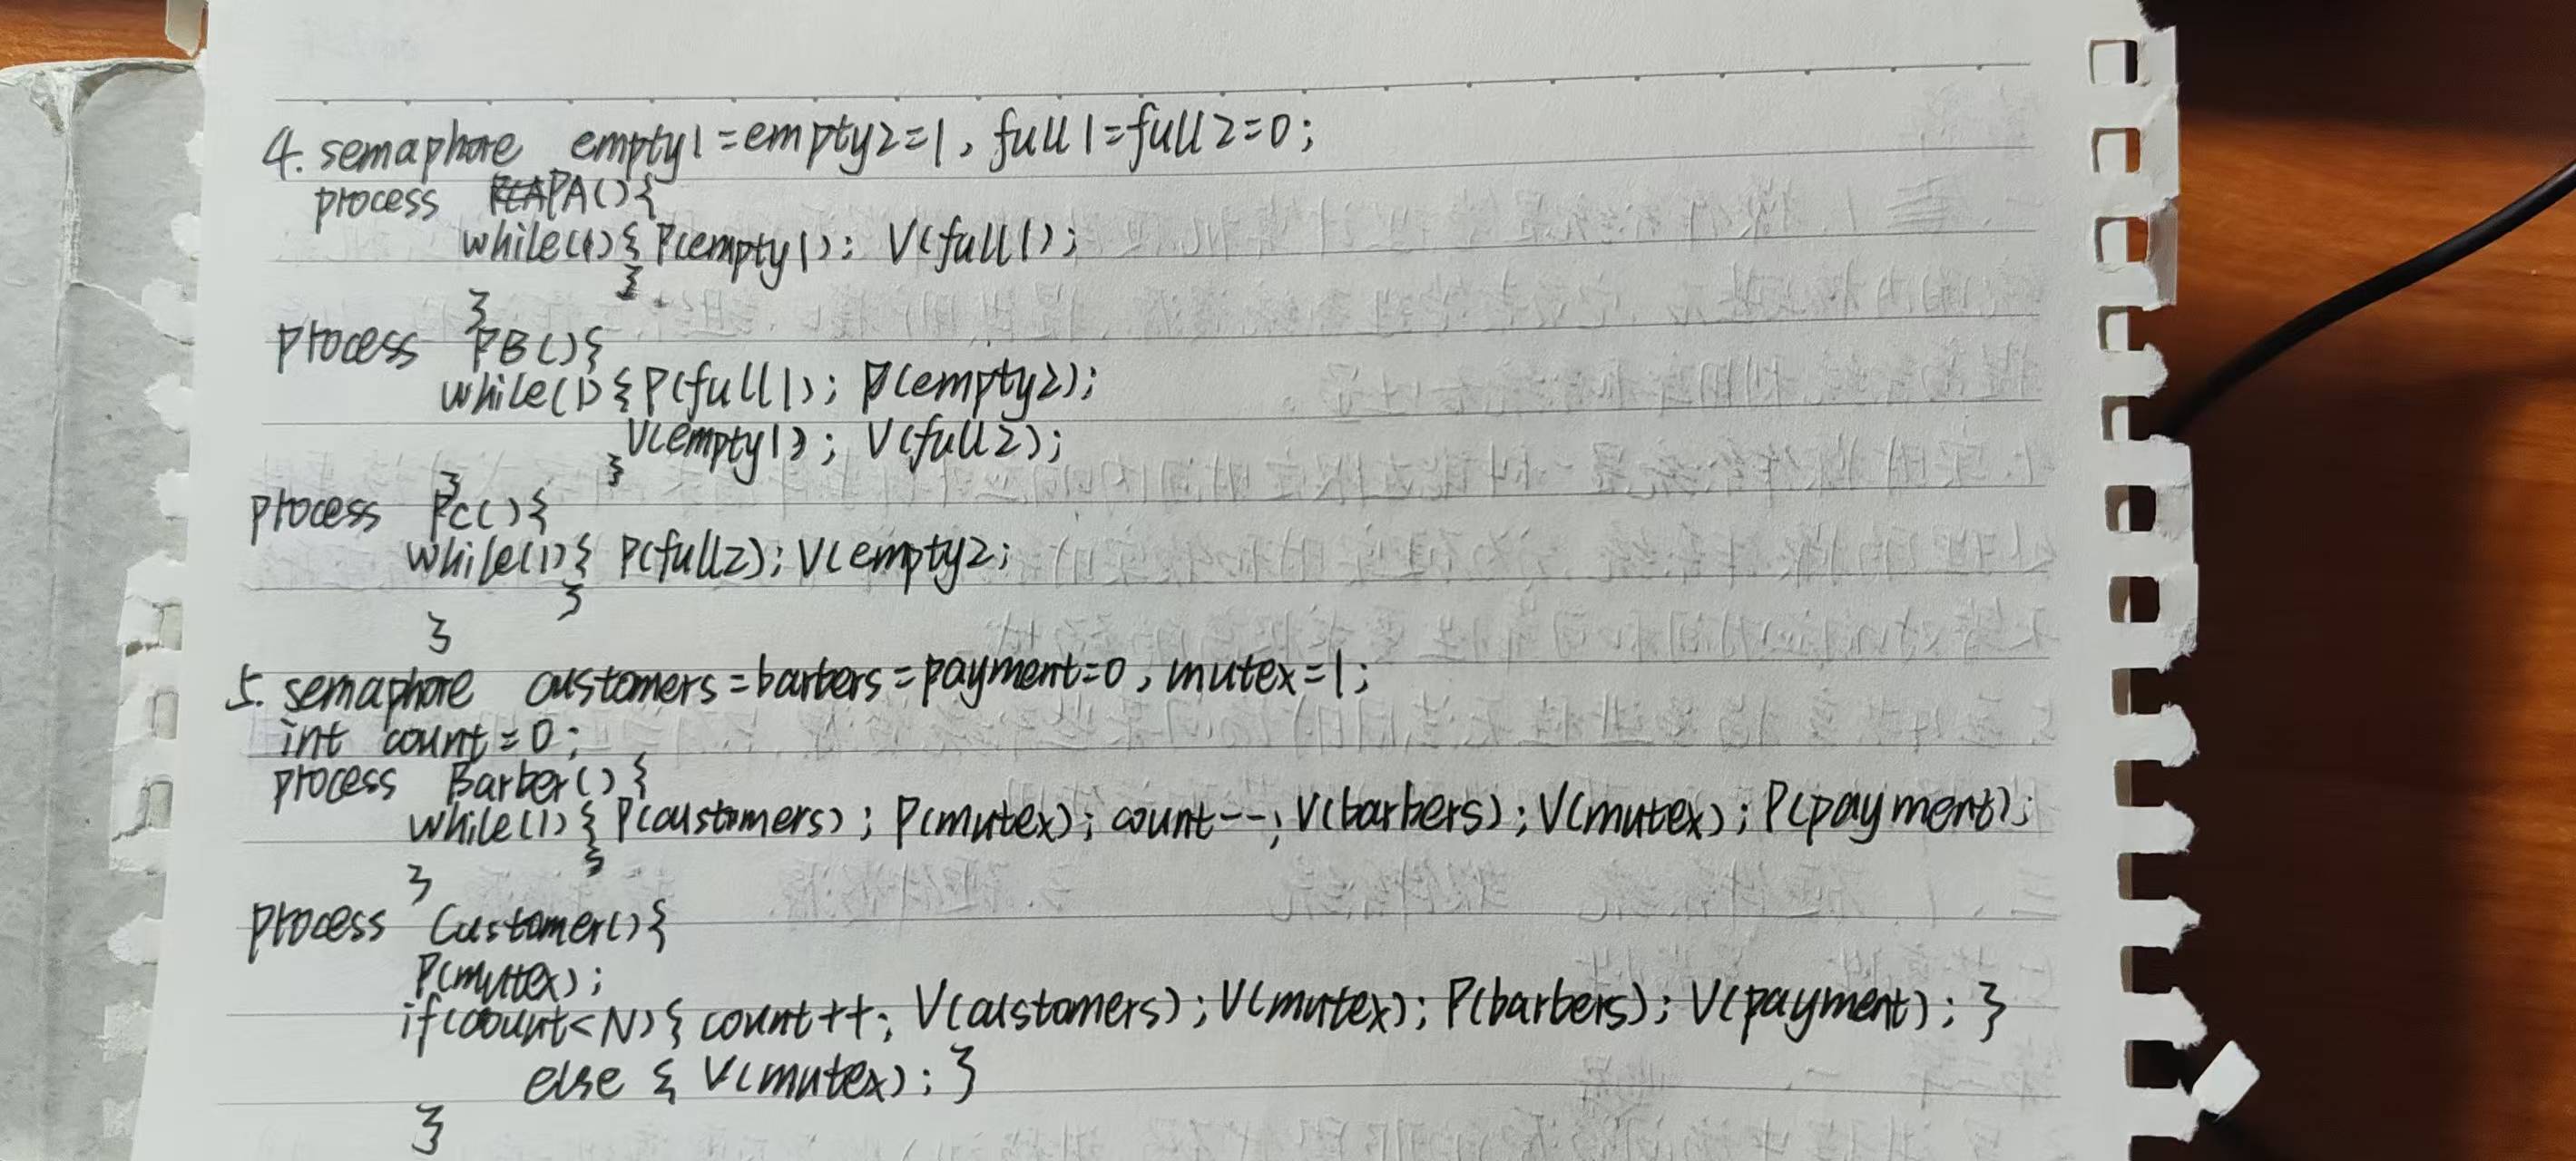 4. semaphore empty1=empty2=1, full1=full2=0;
process PA(){
while(1){ P(empty1); V(full1);
}
}
process PB(){
while(1){P(full1); P(empty2);
V(empty1); V(full2);
}
}
process PC(){
while(1){ P(full2); V(empty2;
}
}
5. semaphore customers=barbers=payment=0, mutex=1;
int count=0;
process Barber(){
while(1){ P(customers); P(mutex); count--; V(barbers); V(mutex); P(payment);
}
}
process Customer(){
P(mutex);
if(count<N){ count++; V(customers); V(mutex); P(barbers); V(payment); }
else { V(mutex); }
}